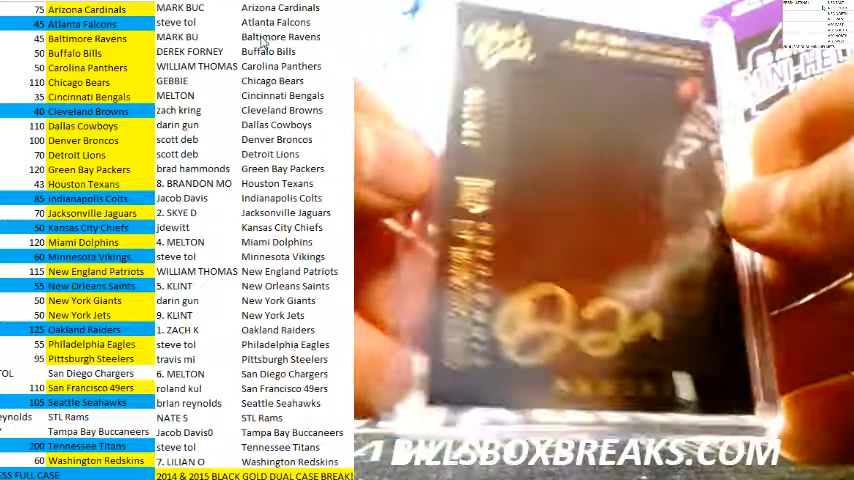 75 Arizona Cardinals MARK BUC Arizona Cardinals
45 Atlanta Falcons steve tol Atlanta Falcons
45 Baltimore Ravens MARK BU Baltimore Ravens
50 Buffalo Bills DEREK FORNEY Buffalo Bills
50 Carolina Panthers WILLIAM THOMAS Carolina Panthers
110 Chicago Bears GEBBIE Chicago Bears
35 Cincinnati Bengals MELTON Cincinnati Bengals
40 Cleveland Browns zach kring Cleveland Browns
110 Dallas Cowboys darin gun Dallas Cowboys
100 Denver Broncos scott deb Denver Broncos
70 Detroit Lions scott deb Detroit Lions
120 Green Bay Packers brad hammonds Green Bay Packers
43 Houston Texans 8. BRANDON MO Houston Texans
85 Indianapolis Colts Jacob Davis Indianapolis Colts
70 Jacksonville Jaguars 2. SKYE D Jacksonville Jaguars
50 Kansas City Chiefs jdewitt Kansas City Chiefs
120 Miami Dolphins 4. MELTON Miami Dolphins
60 Minnesota Vikings steve tol Minnesota Vikings
115 New England Patriots WILLIAM THOMAS New England Patriots
55 New Orleans Saints 5. KLINT New Orleans Saints
50 New York Giants darin gun New York Giants
50 New York Jets 9. KLINT New York Jets
125 Oakland Raiders 1. ZACH K Oakland Raiders
55 Philadelphia Eagles steve tol Philadelphia Eagles
95 Pittsburgh Steelers travis mi Pittsburgh Steelers
TOL San Diego Chargers 6. MELTON San Diego Chargers
110 San Francisco 49ers roland kul San Francisco 49ers
105 Seattle Seahawks brian reynolds Seattle Seahawks
eynolds STL Rams NATE S STL Rams
Tampa Bay Buccaneers Jacob Davis0 Tampa Bay Buccaneers
200 Tennessee Titans steve tol Tennessee Titans
60 Washington Redskins 7. LILIAN O Washington Redskins
ESS FULL CASE 2014 & 2015 BLACK GOLD DUAL CASE BREAK
MINI-HEL
BILLSBOXBREAKS.COM